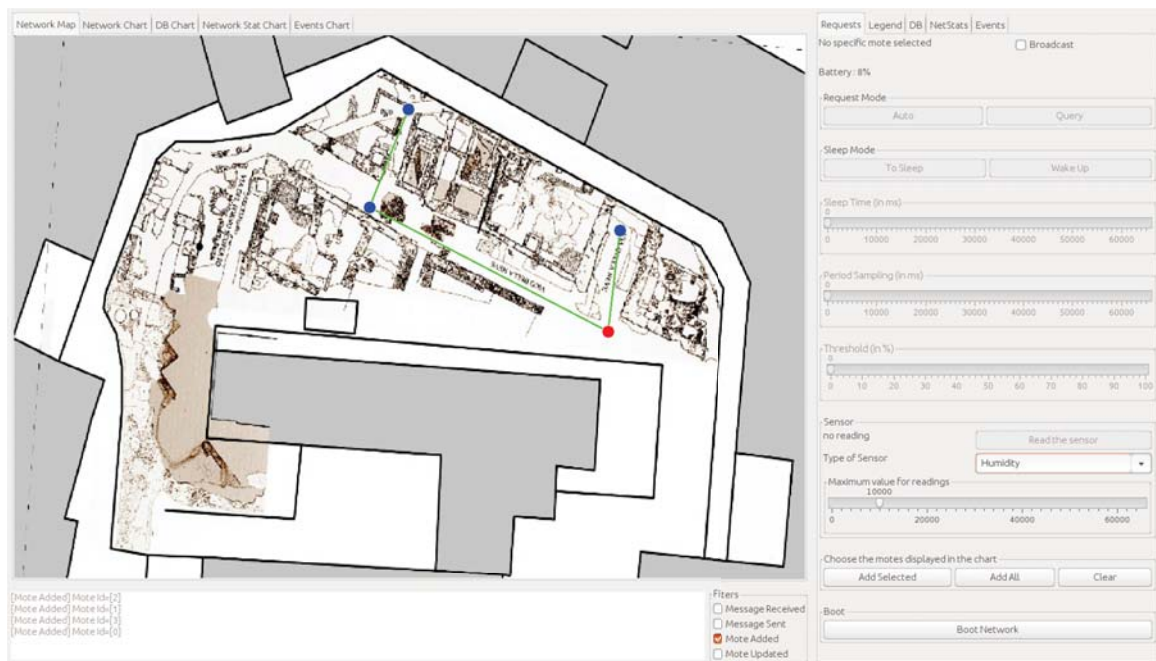 Network Map Network Chart DB Chart Network Stat Chart Events Chart
Requests Legend DB NetStats Events
No specific mote selected
Broadcast
Battery: 8%
Request Mode
Auto Query
Sleep Mode
To Sleep Wake Up
Sleep Time (in ms)
0
0 10000 20000 30000 40000 50000 60000
Period Sampling (in ms)
0
0 10000 20000 30000 40000 50000 60000
Threshold (in %)
0
0 10 20 30 40 50 60 70 80 90 100
Sensor
no reading
Read the sensor
Type of Sensor
Humidity
Maximum value for readings
10000
0 20000 40000 60000
Choose the motes displayed in the chart
Add Selected Add All Clear
Boot
Boot Network
[Mote Added] Mote Id=[2]
[Mote Added] Mote Id=[1]
[Mote Added] Mote Id=[3]
[Mote Added] Mote Id=[0]
Filters
Message Received
Message Sent
Mote Added
Mote Updated